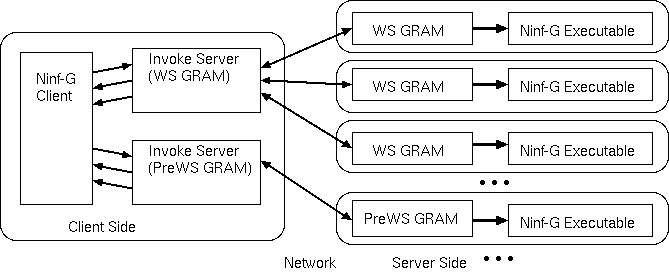 Ninf-G
Client
Invoke Server
(WS GRAM)
Invoke Server
(PreWS GRAM)
Client Side
WS GRAM
Ninf-G Executable
WS GRAM
Ninf-G Executable
WS GRAM
Ninf-G Executable
PreWS GRAM
Ninf-G Executable
Network
Server Side